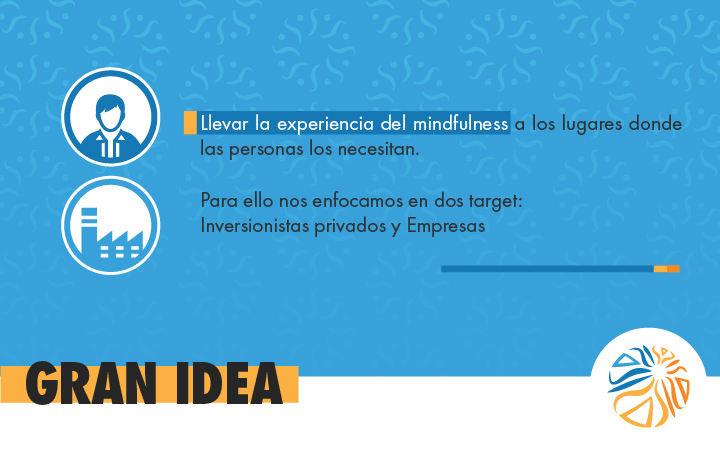 Llevar la experiencia del mindfulness a los lugares donde
las personas los necesitan.
Para ello nos enfocamos en dos target:
Inversionistas privados y Empresas
GRAN IDEA